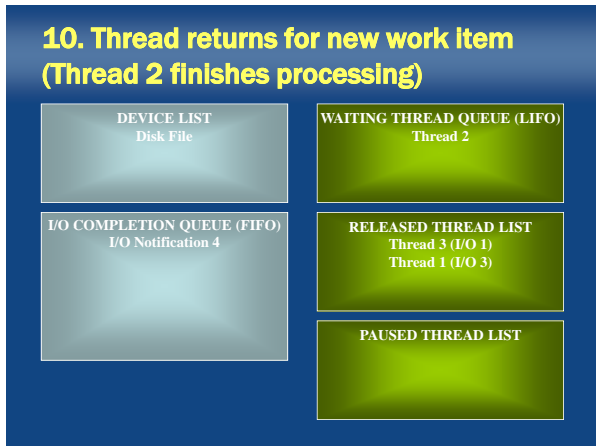 10. Thread returns for new work item
(Thread 2 finishes processing)
DEVICE LIST
Disk File
I/O COMPLETION QUEUE (FIFO)
I/O Notification 4
WAITING THREAD QUEUE (LIFO)
Thread 2
RELEASED THREAD LIST
Thread 3 (I/O 1)
Thread 1 (I/O 3)
PAUSED THREAD LIST